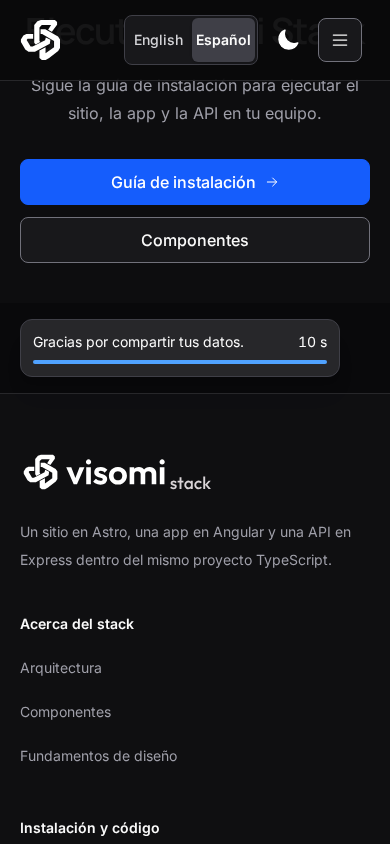 English Español
Sigue la guía de instalación para ejecutar el
sitio, la app y la API en tu equipo.
Guía de instalación →
Componentes
Gracias por compartir tus datos. 10 s
visomi stack
Un sitio en Astro, una app en Angular y una API en
Express dentro del mismo proyecto TypeScript.
Acerca del stack
Arquitectura
Componentes
Fundamentos de diseño
Instalación y código